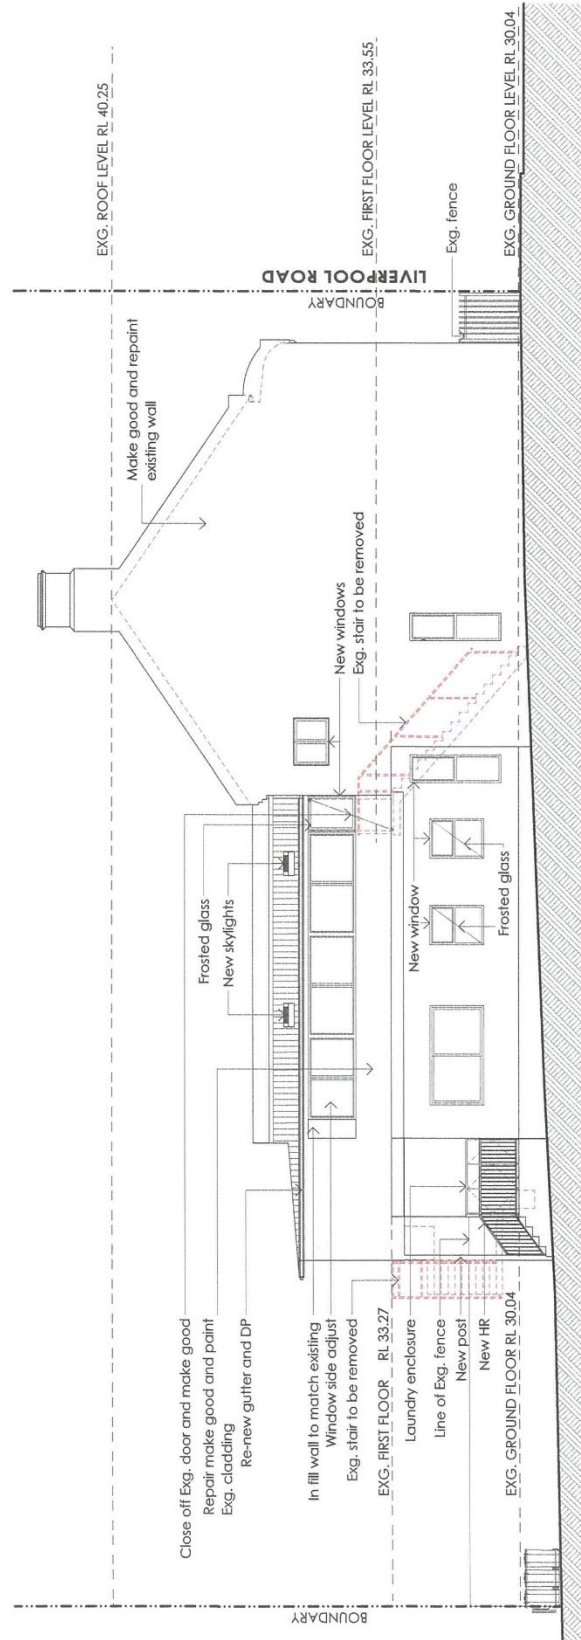 EXG. ROOF LEVEL RL 40.25
EXG. FIRST FLOOR LEVEL RL 33.55
EXG. GROUND FLOOR LEVEL RL 30.04
LIVERPOOL ROAD
BOUNDARY
Exg. fence
Make good and repaint
existing wall
New windows
Exg. stair to be removed
Frosted glass
New skylights
New window
Frosted glass
Close off Exg. door and make good
Repair make good and paint
Exg. cladding
Re-new gutter and DP
In fill wall to match existing
Window side adjust
Exg. stair to be removed
EXG. FIRST FLOOR RL 33.27
Laundry enclosure
Line of Exg. fence
New post
New HR
EXG. GROUND FLOOR RL 30.04
BOUNDARY